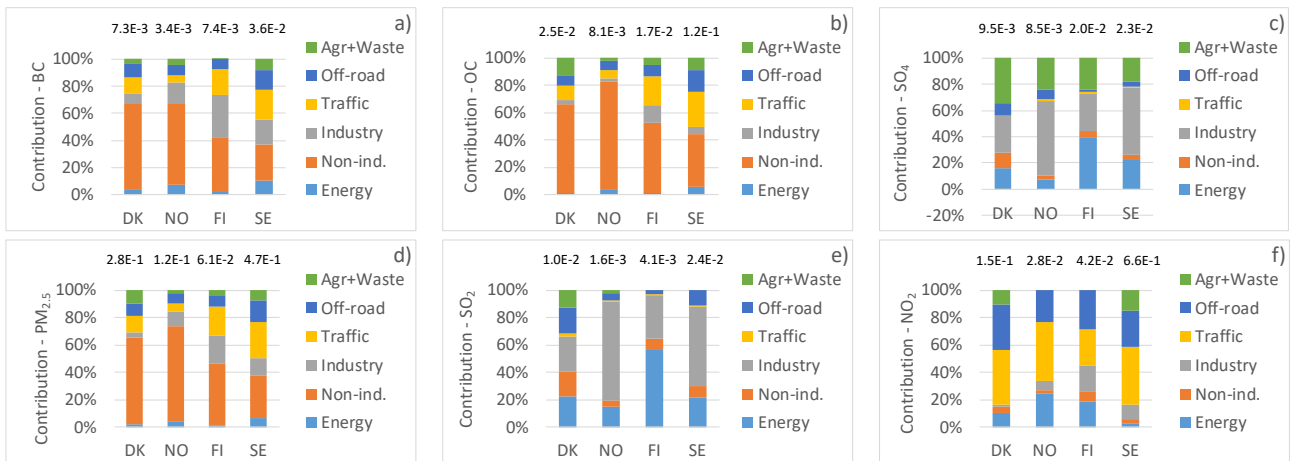 a)
7.3E-3 3.4E-3 7.4E-3 3.6E-2
Contribution - BC
100%
80%
60%
40%
20%
0%
DK NO FI SE
Agr+Waste
Off-road
Traffic
Industry
Non-ind.
Energy
b)
2.5E-2 8.1E-3 1.7E-2 1.2E-1
Contribution - OC
100%
80%
60%
40%
20%
0%
DK NO FI SE
Agr+Waste
Off-road
Traffic
Industry
Non-ind.
Energy
c)
9.5E-3 8.5E-3 2.0E-2 2.3E-2
Contribution - SO4
100%
80%
60%
40%
20%
0%
-20%
DK NO FI SE
Agr+Waste
Off-road
Traffic
Industry
Non-ind.
Energy
d)
2.8E-1 1.2E-1 6.1E-2 4.7E-1
Contribution - PM2.5
100%
80%
60%
40%
20%
0%
DK NO FI SE
Agr+Waste
Off-road
Traffic
Industry
Non-ind.
Energy
e)
1.0E-2 1.6E-3 4.1E-3 2.4E-2
Contribution - SO2
100%
80%
60%
40%
20%
0%
DK NO FI SE
Agr+Waste
Off-road
Traffic
Industry
Non-ind.
Energy
f)
1.5E-1 2.8E-2 4.2E-2 6.6E-1
Contribution - NO2
100%
80%
60%
40%
20%
0%
DK NO FI SE
Agr+Waste
Off-road
Traffic
Industry
Non-ind.
Energy